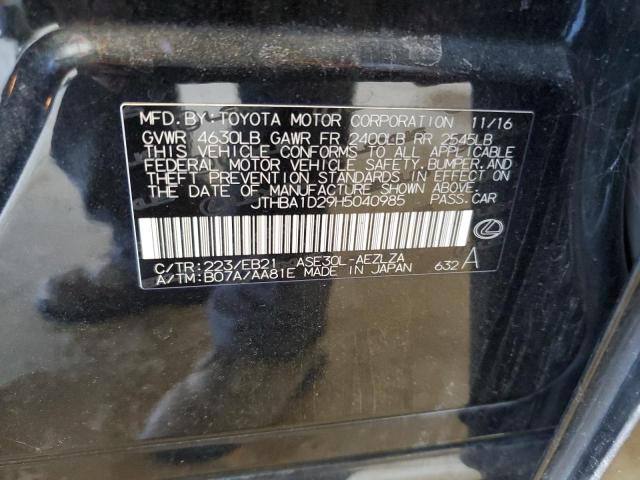 MFD.BY:TOYOTA MOTOR CORPORATION 11/16
GVWR 4630LB GAWR FR 2400LB RR 2545LB
THIS VEHICLE CONFORMS TO ALL APPLICABLE
FEDERAL MOTOR VEHICLE SAFETY, BUMPER, AND
THEFT PREVENTION STANDARDS IN EFFECT ON
THE DATE OF MANUFACTURE SHOWN ABOVE.
JTHBA1D29H5040985 PASS.CAR
C/TR:223/EB21 ASE30L-AEZLZA
A/TM:B07A/AA81E MADE IN JAPAN 632 A